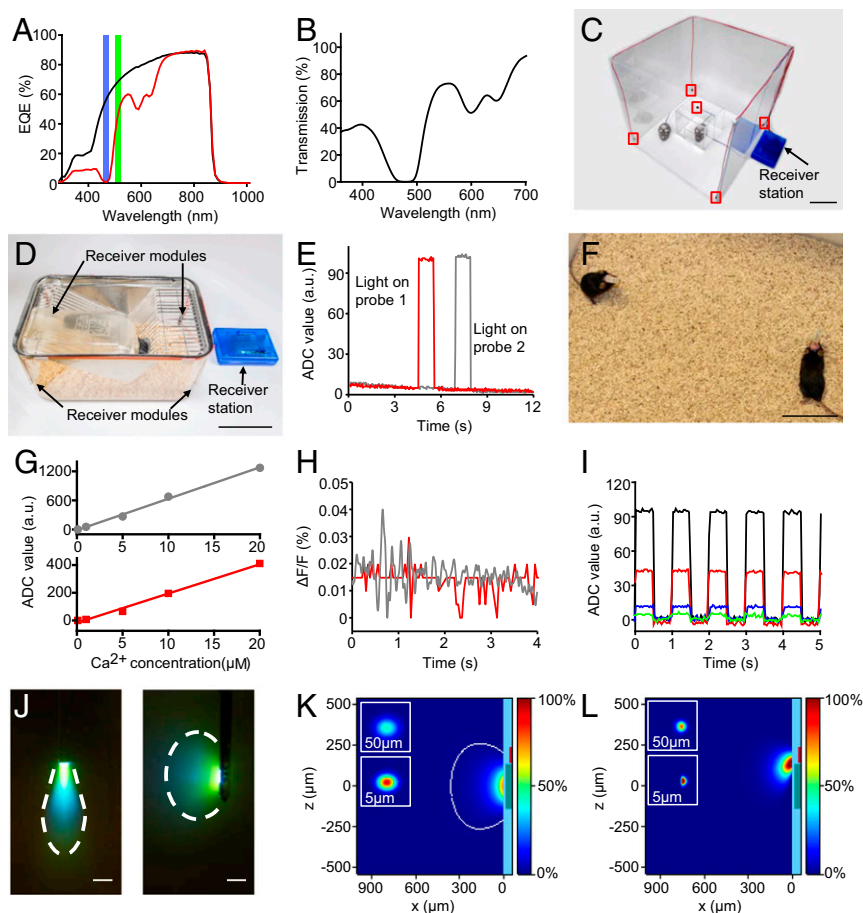 A
EQE (%)
100
80
60
40
20
0
400
600
800
1000
Wavelength (nm)
B
Transmission (%)
100
80
60
40
20
0
400
500
600
700
Wavelength (nm)
C
Receiver
station
D
Receiver modules
Receiver modules
Receiver
station
E
ADC value (a.u.)
90
60
30
0
Light on
probe 1
Light on
probe 2
0
3
6
9
12
Time (s)
F
G
ADC value (a.u.)
1200
600
0
0
5
10
15
20
400
200
0
0
5
10
15
20
Ca2+ concentration(µM)
H
ΔF/F (%)
0.05
0.04
0.03
0.02
0.01
0
0
1
2
3
4
Time (s)
I
ADC value (a.u.)
120
90
60
30
0
0
1
2
3
4
5
Time (s)
J
K
z (µm)
500
250
0
-250
-500
50µm
5µm
900
600
300
0
x (µm)
100%
50%
0%
L
z (µm)
500
250
0
-250
-500
50µm
5µm
900
600
300
0
x (µm)
100%
50%
0%